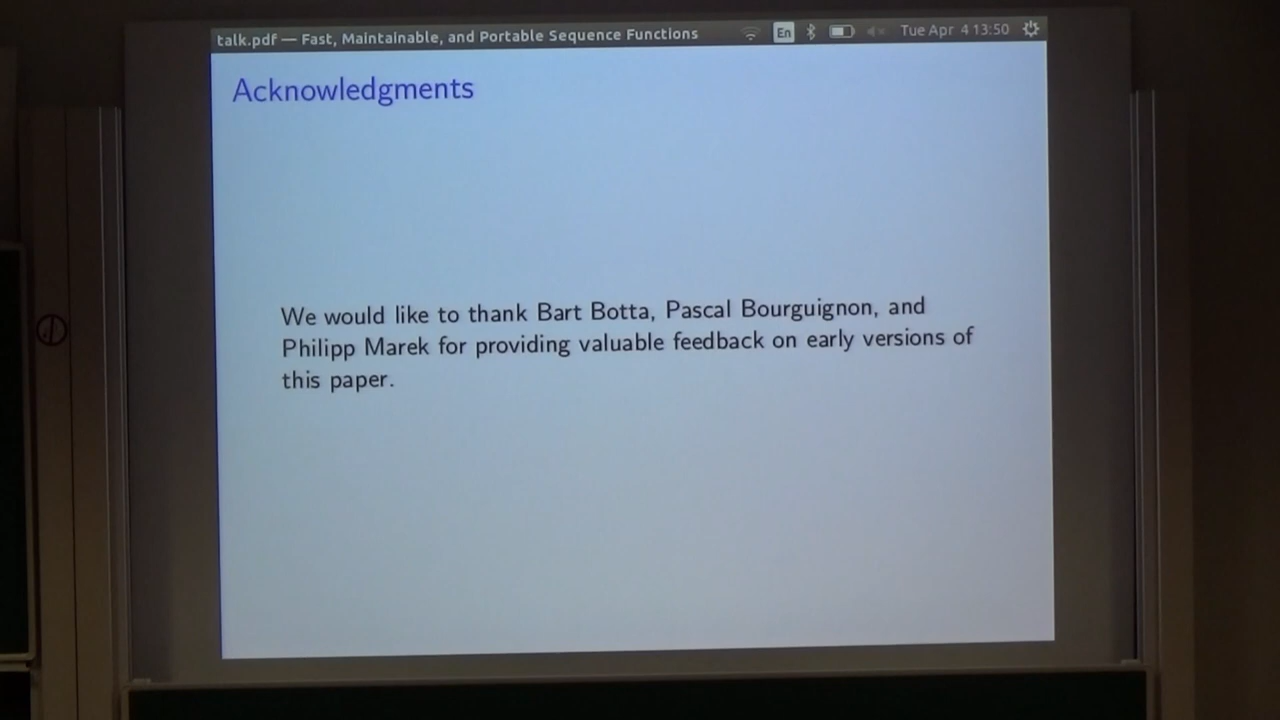 talk.pdf — Fast, Maintainable, and Portable Sequence Functions En Tue Apr 4 13:50
Acknowledgments
We would like to thank Bart Botta, Pascal Bourguignon, and
Philipp Marek for providing valuable feedback on early versions of
this paper.